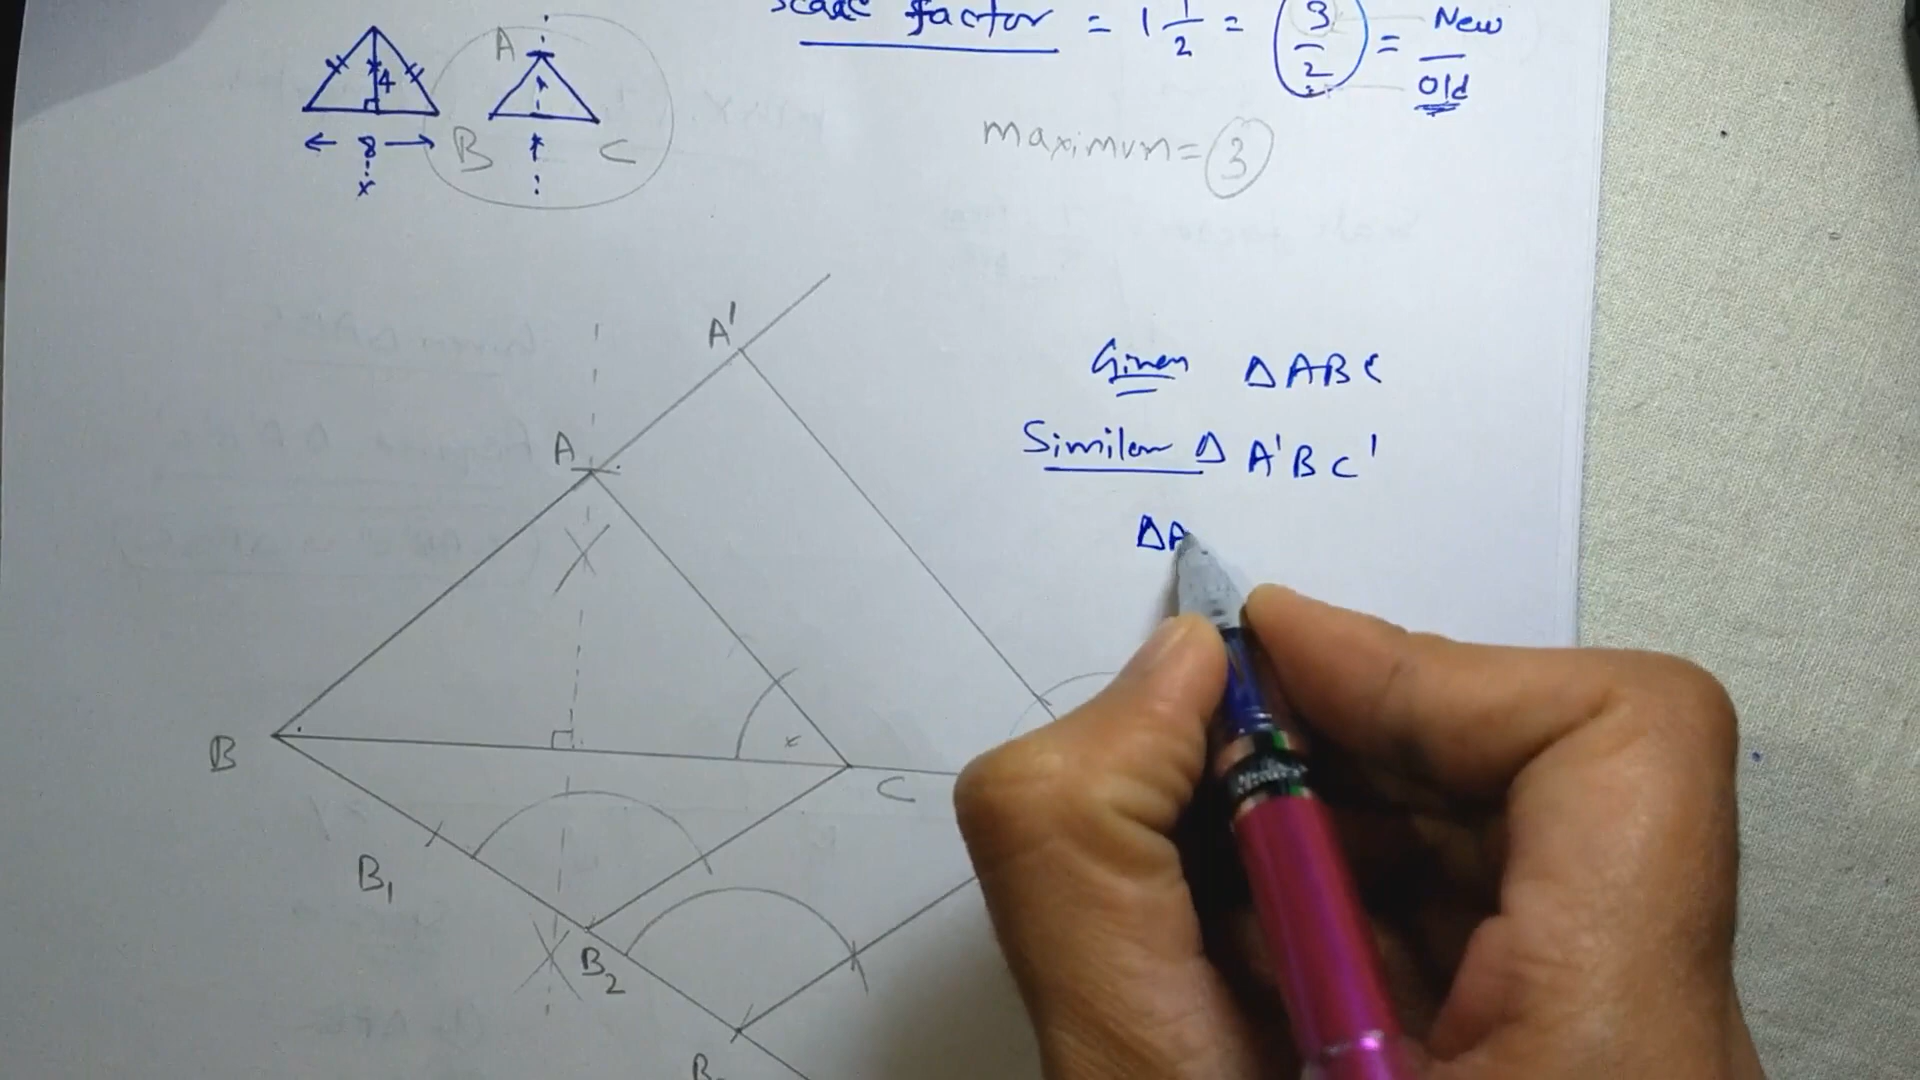 Scale factor = 1 1/2 = 3/2 = New/Old
maximum = 3
A
4
B C
← 8 →
x
A'
Given ΔABC
A
Similar Δ A'BC'
ΔA
x
B
C
B1
B2
B